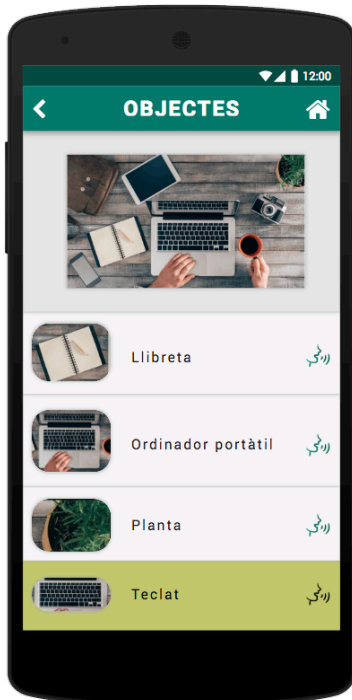 12:00
OBJECTES
Llibreta
Ordinador portàtil
Planta
Teclat